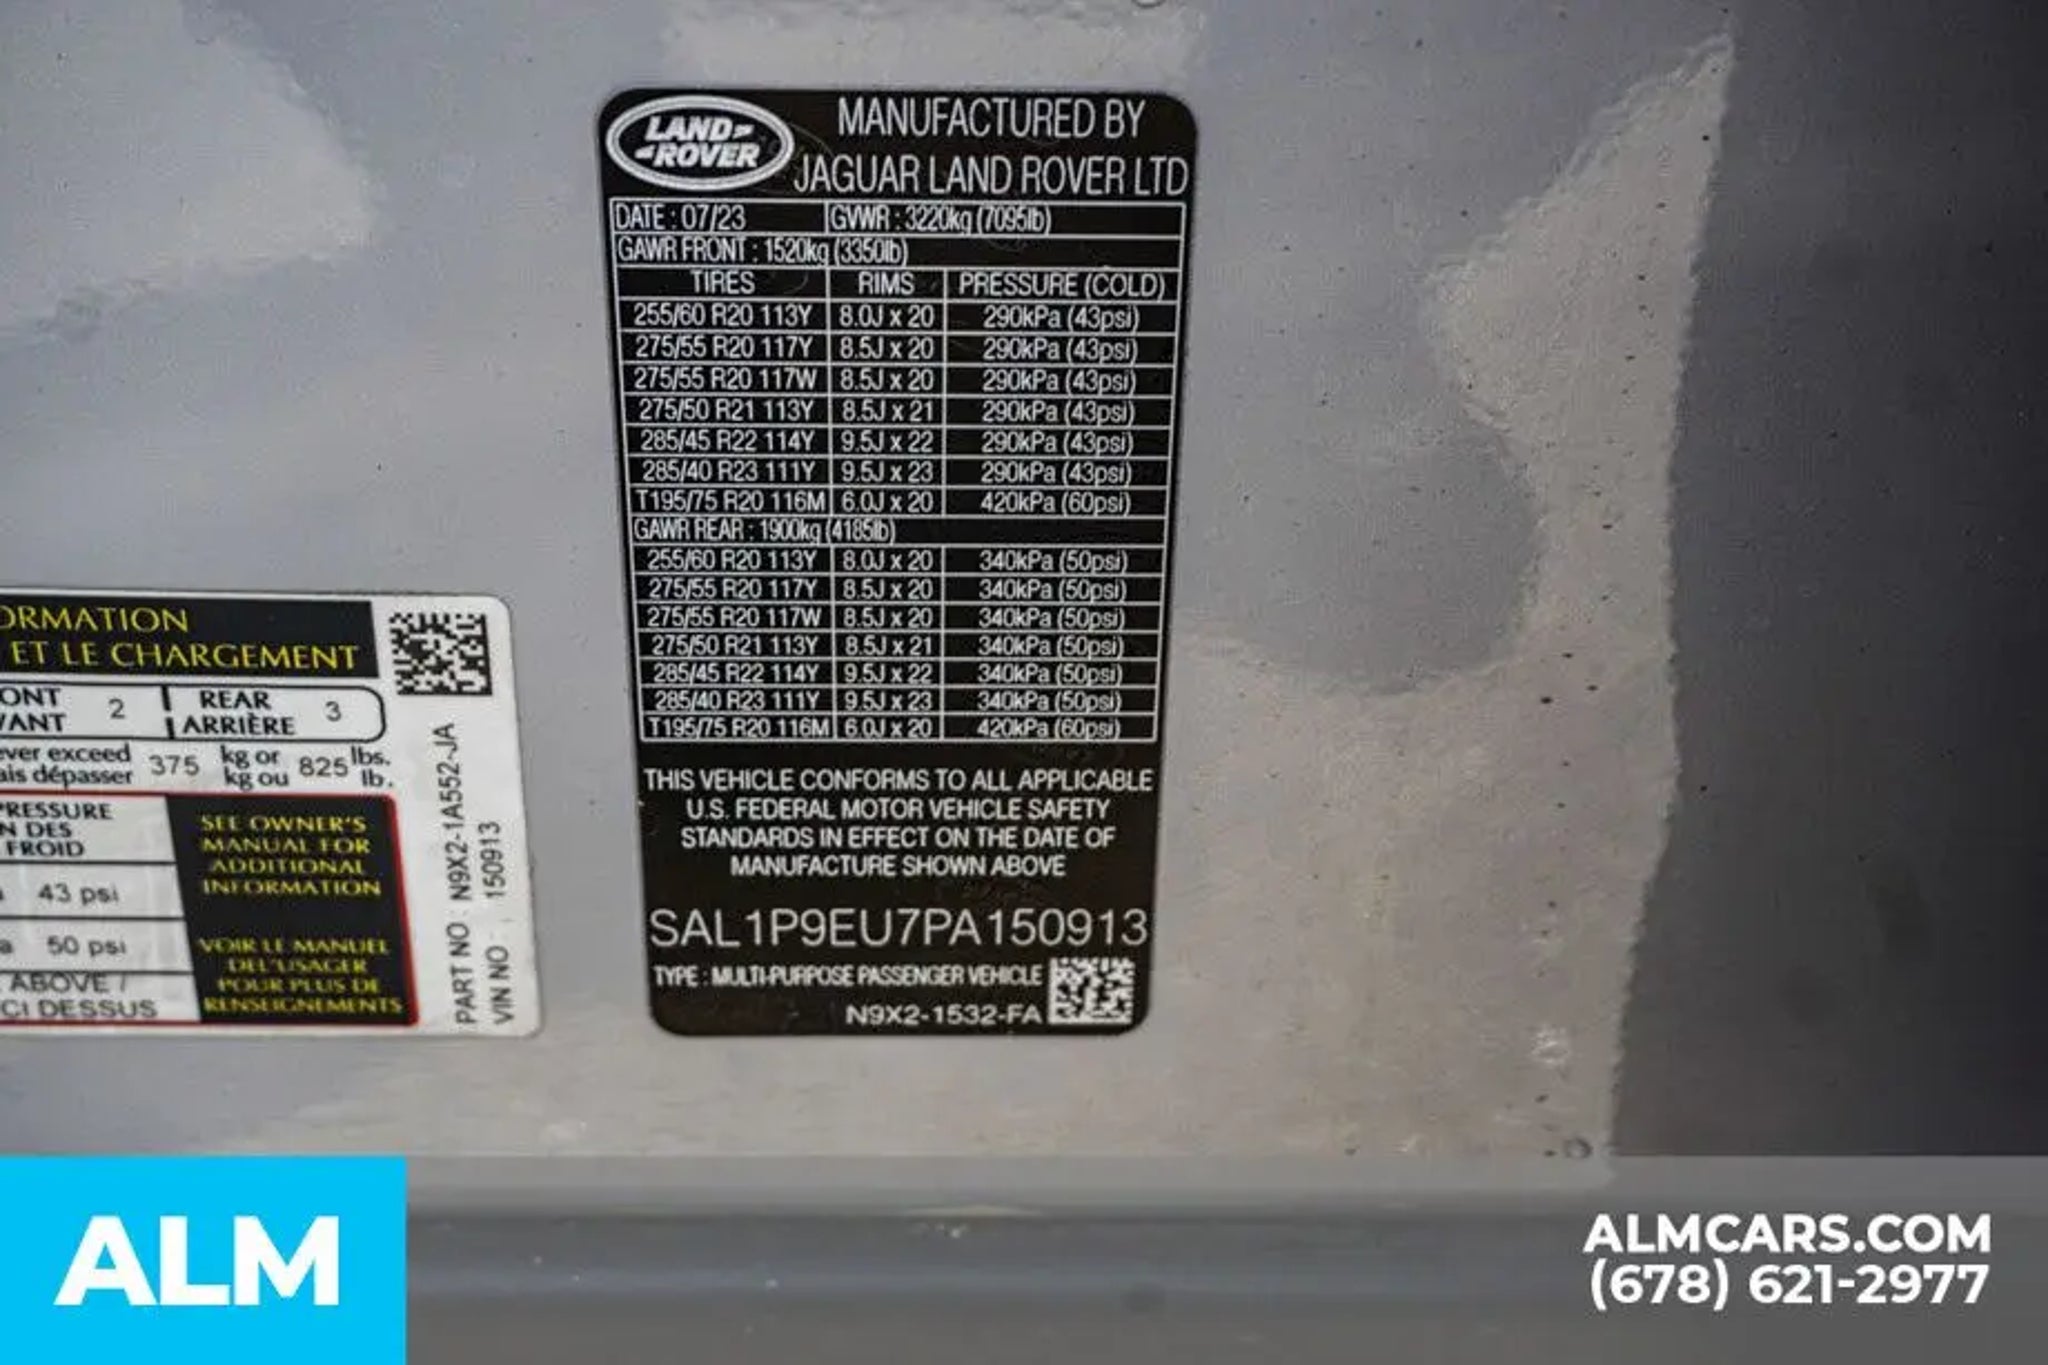 LAND
ROVER
MANUFACTURED BY
JAGUAR LAND ROVER LTD
DATE : 07/23 GVWR : 3220kg (7095lb)
GAWR FRONT : 1520kg (3350lb)
TIRES RIMS PRESSURE (COLD)
255/60 R20 113Y 8.0J x 20 290kPa (43psi)
275/55 R20 117Y 8.5J x 20 290kPa (43psi)
275/55 R20 117W 8.5J x 20 290kPa (43psi)
275/50 R21 113Y 8.5J x 21 290kPa (43psi)
285/45 R22 114Y 9.5J x 22 290kPa (43psi)
285/40 R23 111Y 9.5J x 23 290kPa (43psi)
T195/75 R20 116M 6.0J x 20 420kPa (60psi)
GAWR REAR : 1900kg (4185lb)
255/60 R20 113Y 8.0J x 20 340kPa (50psi)
275/55 R20 117Y 8.5J x 20 340kPa (50psi)
275/55 R20 117W 8.5J x 20 340kPa (50psi)
275/50 R21 113Y 8.5J x 21 340kPa (50psi)
285/45 R22 114Y 9.5J x 22 340kPa (50psi)
285/40 R23 111Y 9.5J x 23 340kPa (50psi)
T195/75 R20 116M 6.0J x 20 420kPa (60psi)
THIS VEHICLE CONFORMS TO ALL APPLICABLE
U.S. FEDERAL MOTOR VEHICLE SAFETY
STANDARDS IN EFFECT ON THE DATE OF
MANUFACTURE SHOWN ABOVE
SAL1P9EU7PA150913
TYPE : MULTI-PURPOSE PASSENGER VEHICLE
N9X2-1532-FA
ORMATION
ET LE CHARGEMENT
ONT 2 REAR 3
VANT ARRIÈRE
ever exceed 375 kg or 825 lbs.
ais dépasser kg ou lb.
PRESSURE
N DES
FROID
43 psi
a 50 psi
ABOVE /
CI DESSUS
SEE OWNER'S
MANUAL FOR
ADDITIONAL
INFORMATION
VOIR LE MANUEL
DE L'USAGER
POUR PLUS DE
RENSEIGNEMENTS
PART NO : N9X2-1A552-JA
VIN NO : 150913
ALM
ALMCARS.COM
(678) 621-2977